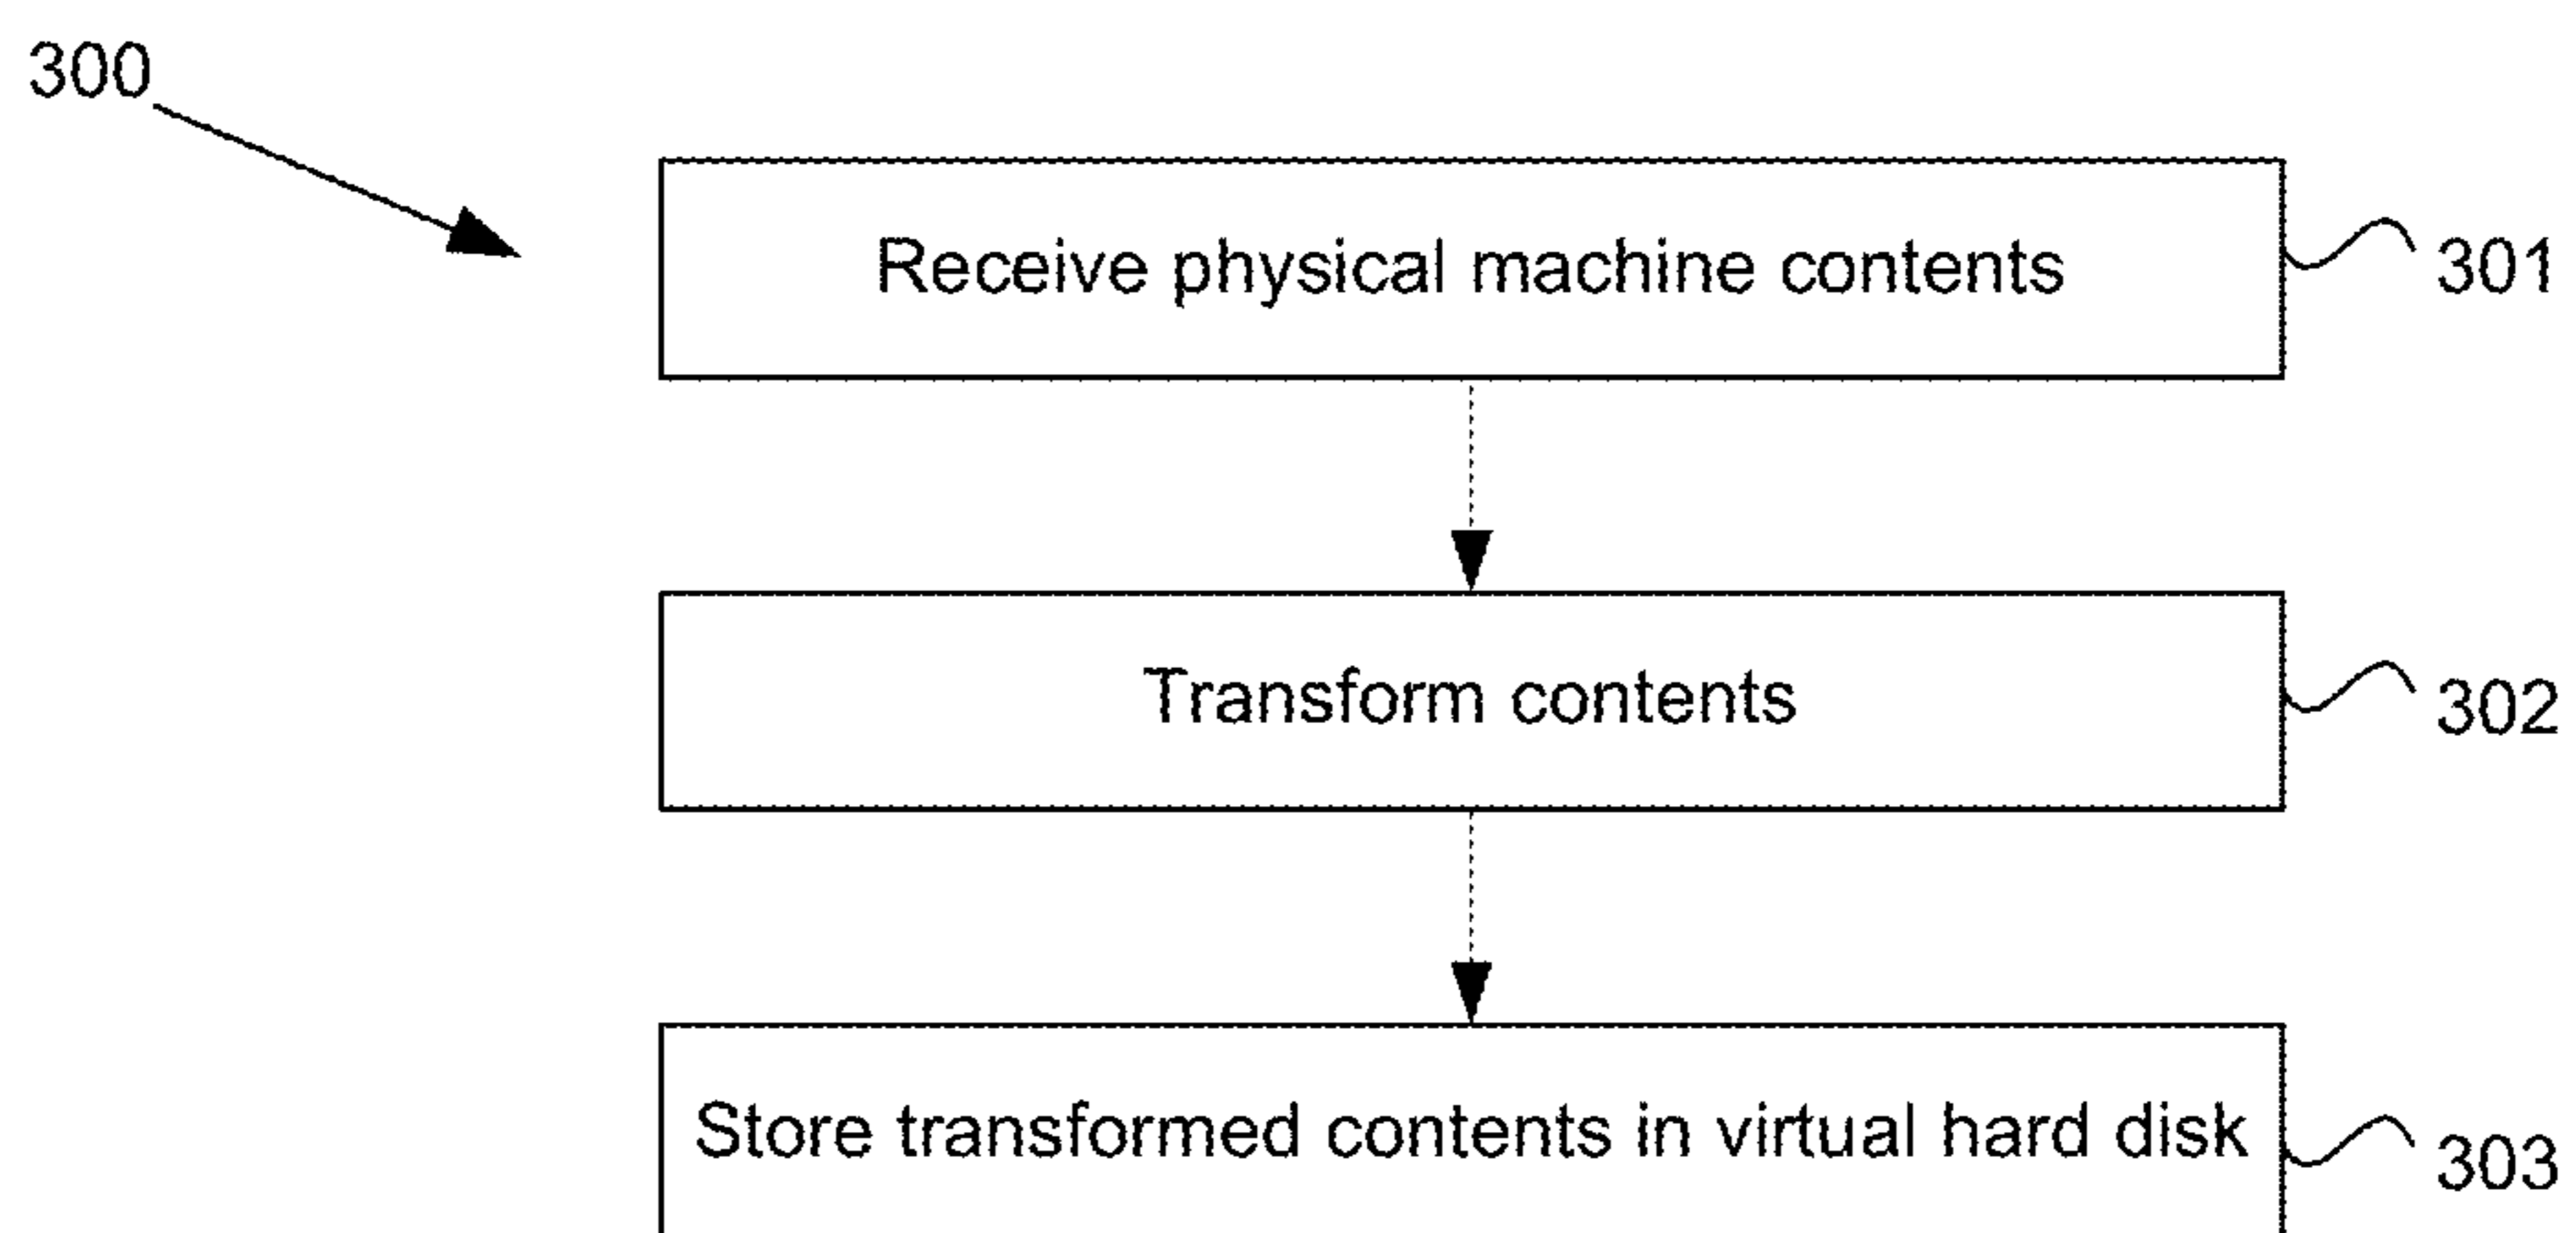 300
Receive physical machine contents
301
Transform contents
302
Store transformed contents in virtual hard disk
303